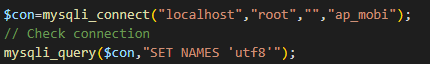 $con=mysqli_connect("localhost","root","","ap_mobi");
// Check connection
mysqli_query($con,"SET NAMES 'utf8'");